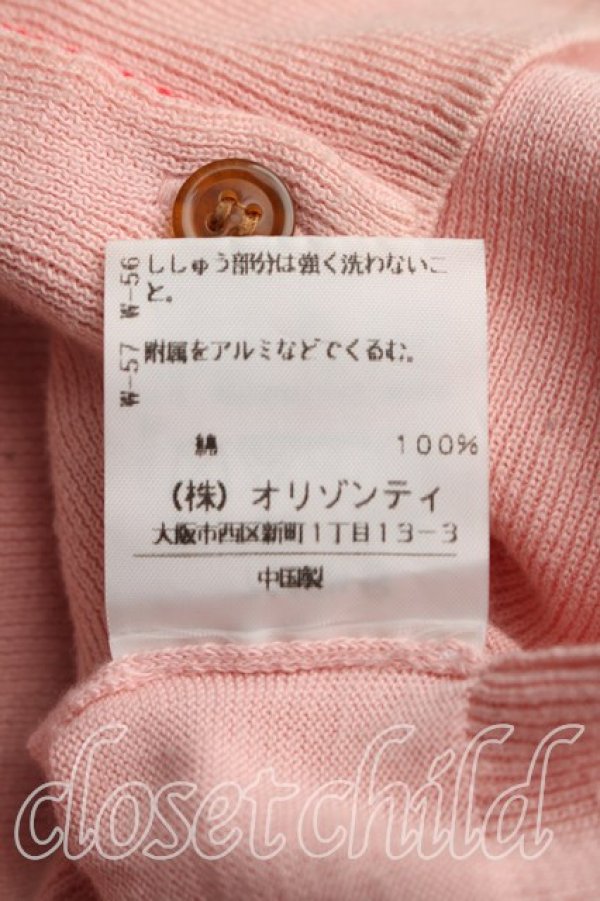 W-56 ししゅう部分は強く洗わないこ
と。
W-57 附属をアルミなどでくるむ。
綿 100%
(株) オリゾンティ
大阪市西区新町1丁目13-3
中国製
closet child